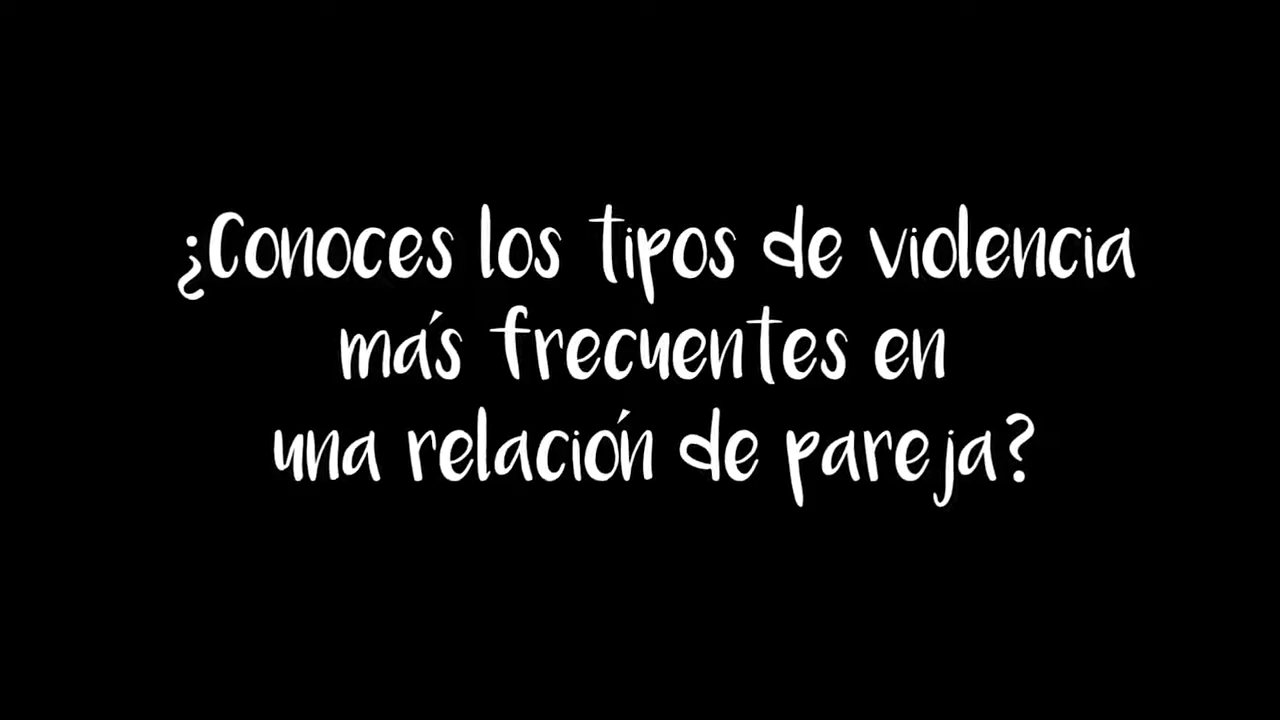 ¿Conoces los tipos de violencia
más frecuentes en
una relación de pareja?